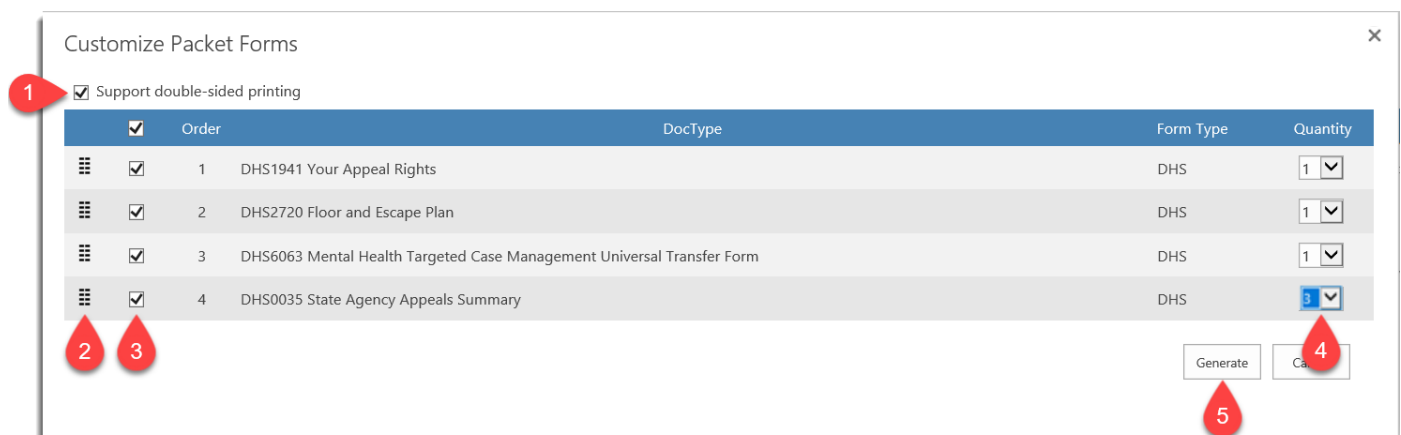 Customize Packet Forms ×
1 Support double-sided printing
Order DocType Form Type Quantity
1 DHS1941 Your Appeal Rights DHS 1
2 DHS2720 Floor and Escape Plan DHS 1
3 DHS6063 Mental Health Targeted Case Management Universal Transfer Form DHS 1
4 DHS0035 State Agency Appeals Summary DHS 3
2 3 4
Generate
5